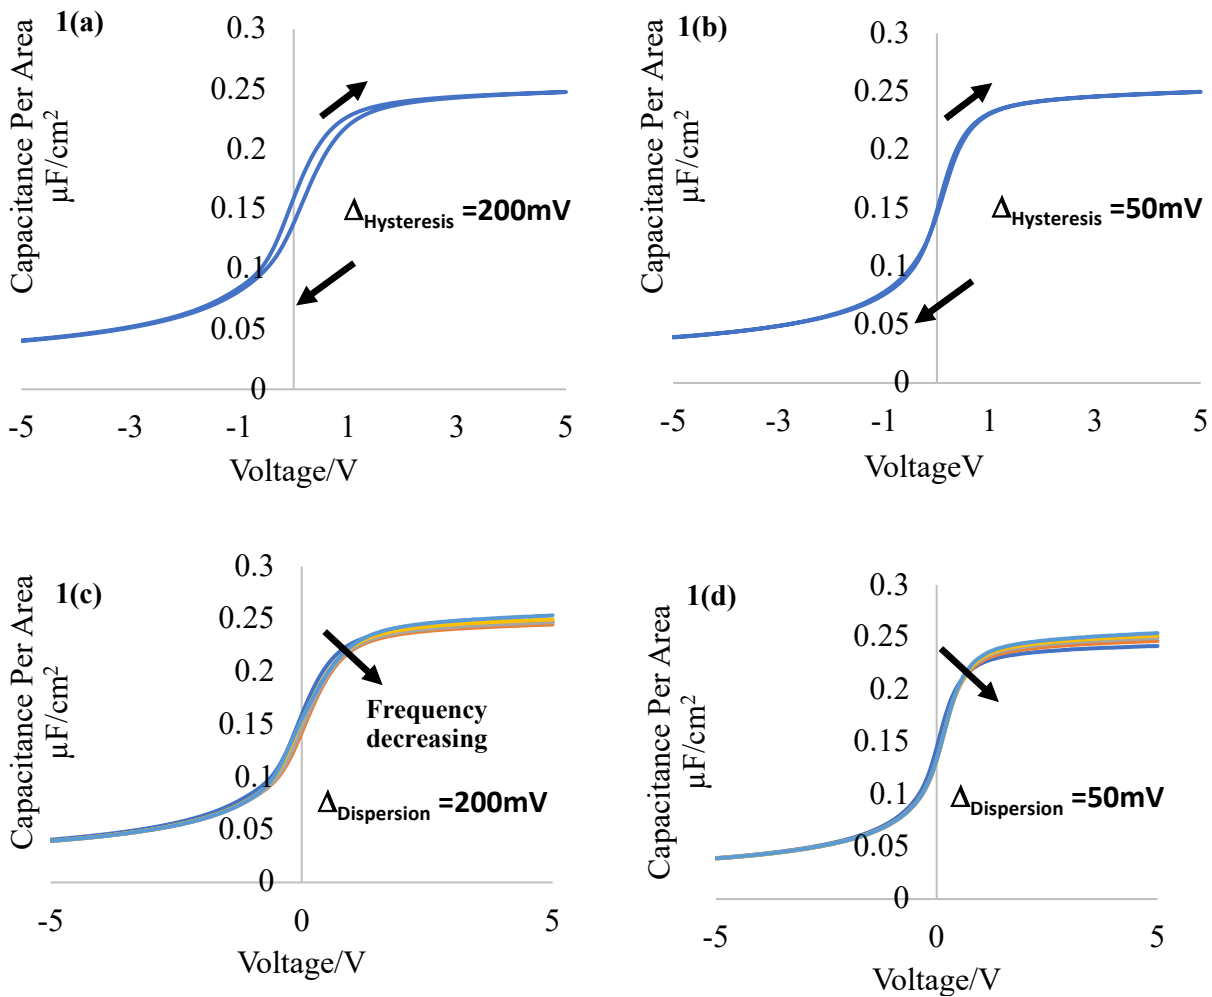 1(a)
Capacitance Per Area
µF/cm²
0.3
0.25
0.2
0.15
0.1
0.05
0
Δ Hysteresis =200mV
-5 -3 -1 1 3 5
Voltage/V
1(b)
Capacitance Per Area
µF/cm²
0.3
0.25
0.2
0.15
0.1
0.05
0
Δ Hysteresis =50mV
-5 -3 -1 1 3 5
VoltageV
1(c)
Capacitance Per Area
µF/cm²
0.3
0.25
0.2
0.15
0.1
0.05
0
Frequency
decreasing
Δ Dispersion =200mV
-5 0 5
Voltage/V
1(d)
Capacitance Per Area
µF/cm²
0.3
0.25
0.2
0.15
0.1
0.05
0
Δ Dispersion =50mV
-5 0 5
Voltage/V